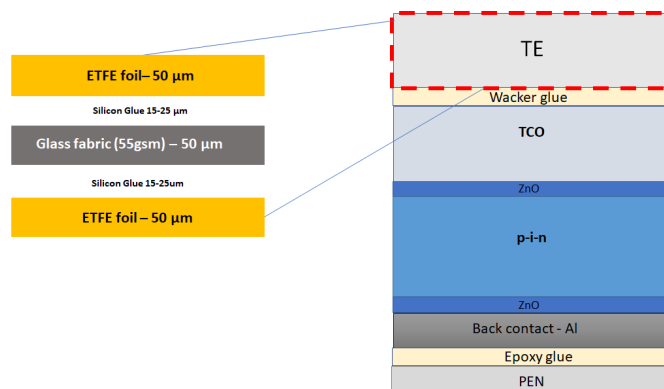 ETFE foil– 50 µm
Silicon Glue 15-25 µm
Glass fabric (55gsm) – 50 µm
Silicon Glue 15-25um
ETFE foil – 50 µm
TE
Wacker glue
TCO
ZnO
p-i-n
ZnO
Back contact - Al
Epoxy glue
PEN